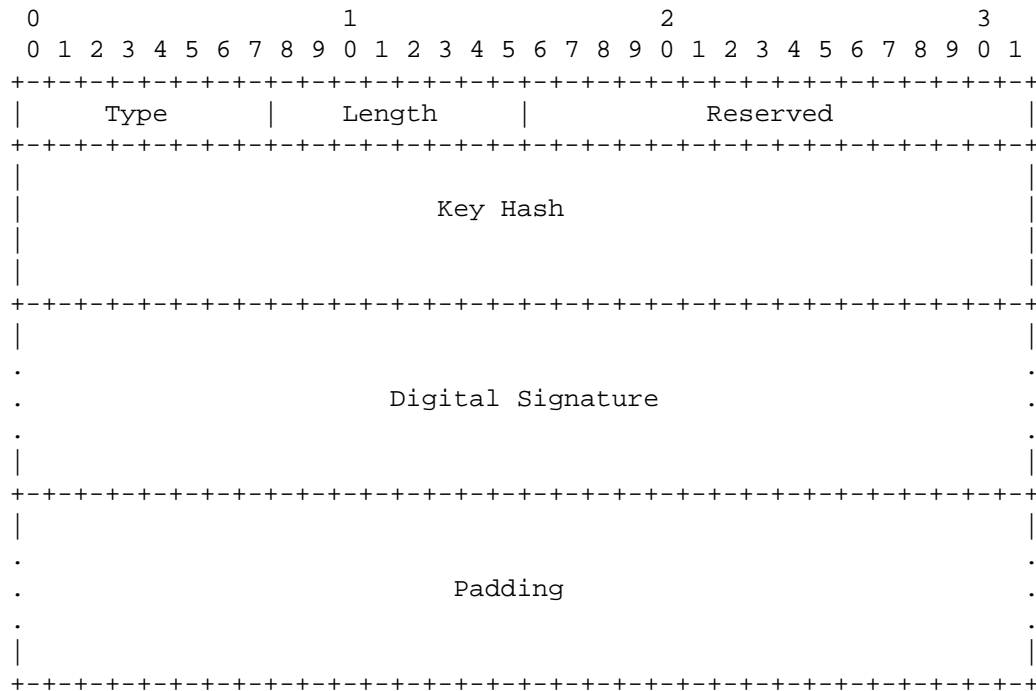 0                   1                   2                   3
 0 1 2 3 4 5 6 7 8 9 0 1 2 3 4 5 6 7 8 9 0 1 2 3 4 5 6 7 8 9 0 1
+-+-+-+-+-+-+-+-+-+-+-+-+-+-+-+-+-+-+-+-+-+-+-+-+-+-+-+-+-+-+-+-+
|     Type      |    Length     |           Reserved            |
+-+-+-+-+-+-+-+-+-+-+-+-+-+-+-+-+-+-+-+-+-+-+-+-+-+-+-+-+-+-+-+-+
|                                                               |
|                          Key Hash                             |
|                                                               |
|                                                               |
+-+-+-+-+-+-+-+-+-+-+-+-+-+-+-+-+-+-+-+-+-+-+-+-+-+-+-+-+-+-+-+-+
|                                                               |
.                                                               .
.                       Digital Signature                       .
.                                                               .
|                                                               |
+-+-+-+-+-+-+-+-+-+-+-+-+-+-+-+-+-+-+-+-+-+-+-+-+-+-+-+-+-+-+-+-+
|                                                               |
.                                                               .
.                           Padding                             .
.                                                               .
|                                                               |
+-+-+-+-+-+-+-+-+-+-+-+-+-+-+-+-+-+-+-+-+-+-+-+-+-+-+-+-+-+-+-+-+